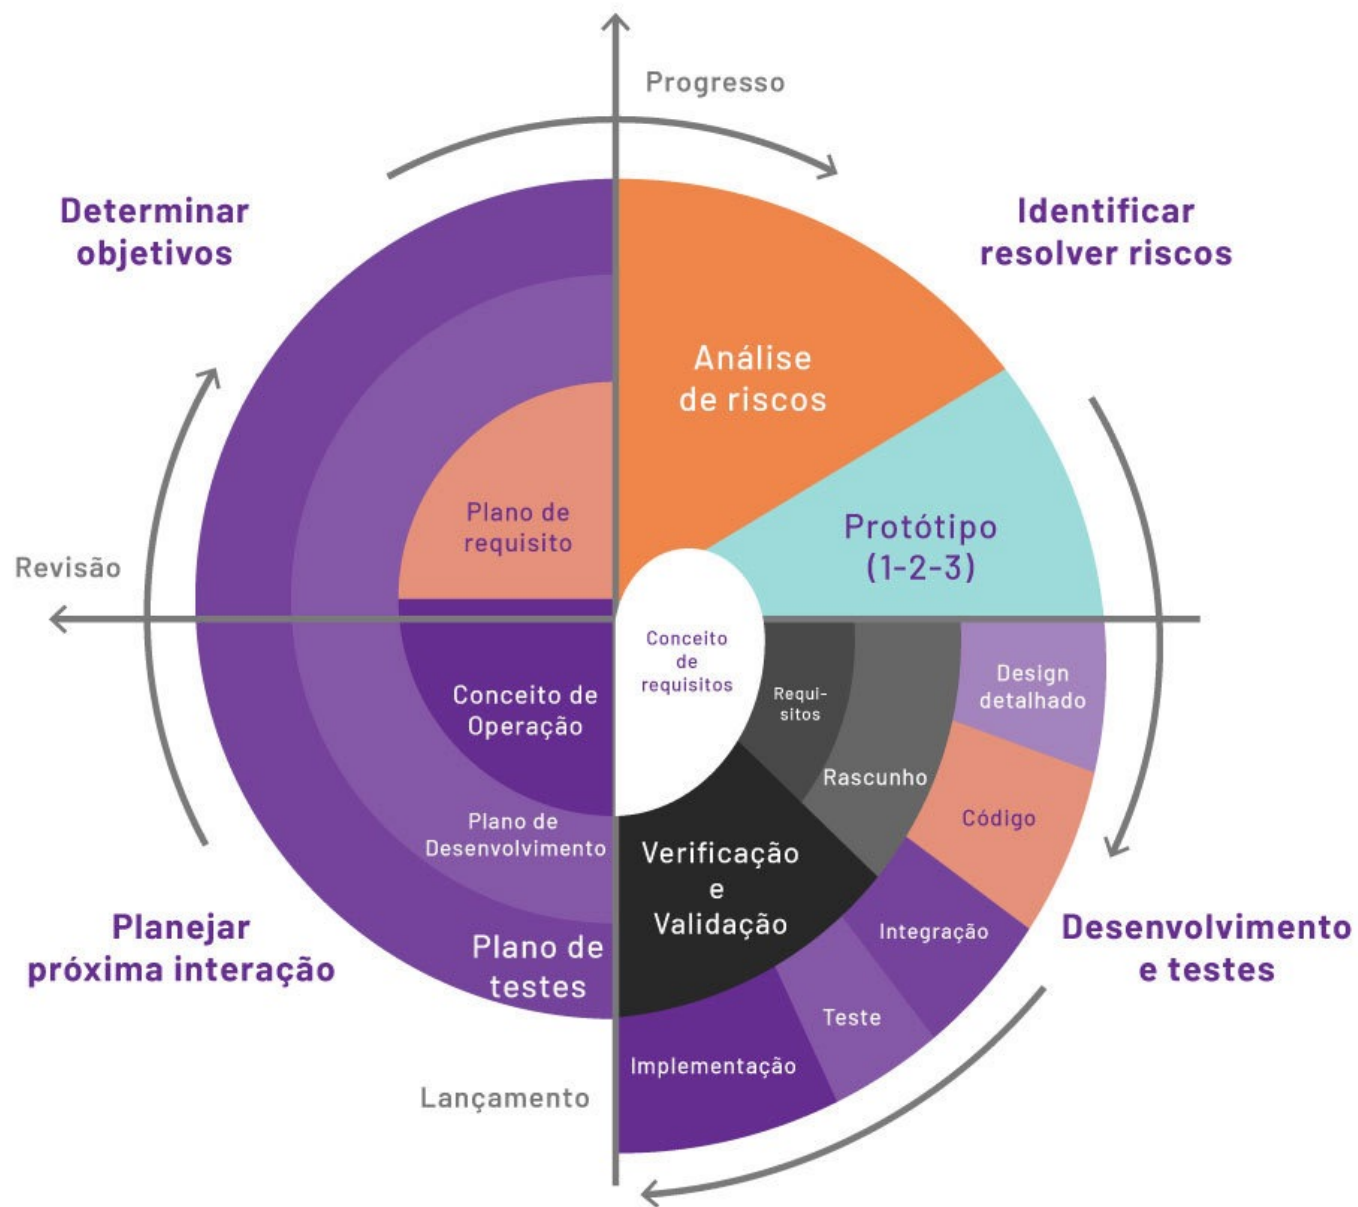 Progresso
Determinar
objetivos
Identificar
resolver riscos
Análise
de riscos
Plano de
requisito
Protótipo
(1-2-3)
Revisão
Conceito
de
requisitos
Conceito de
Operação
Requi-
sitos
Design
detalhado
Rascunho
Código
Plano de
Desenvolvimento
Verificação
e
Validação
Planejar
próxima interação
Plano de
testes
Integração
Desenvolvimento
e testes
Teste
Implementação
Lançamento